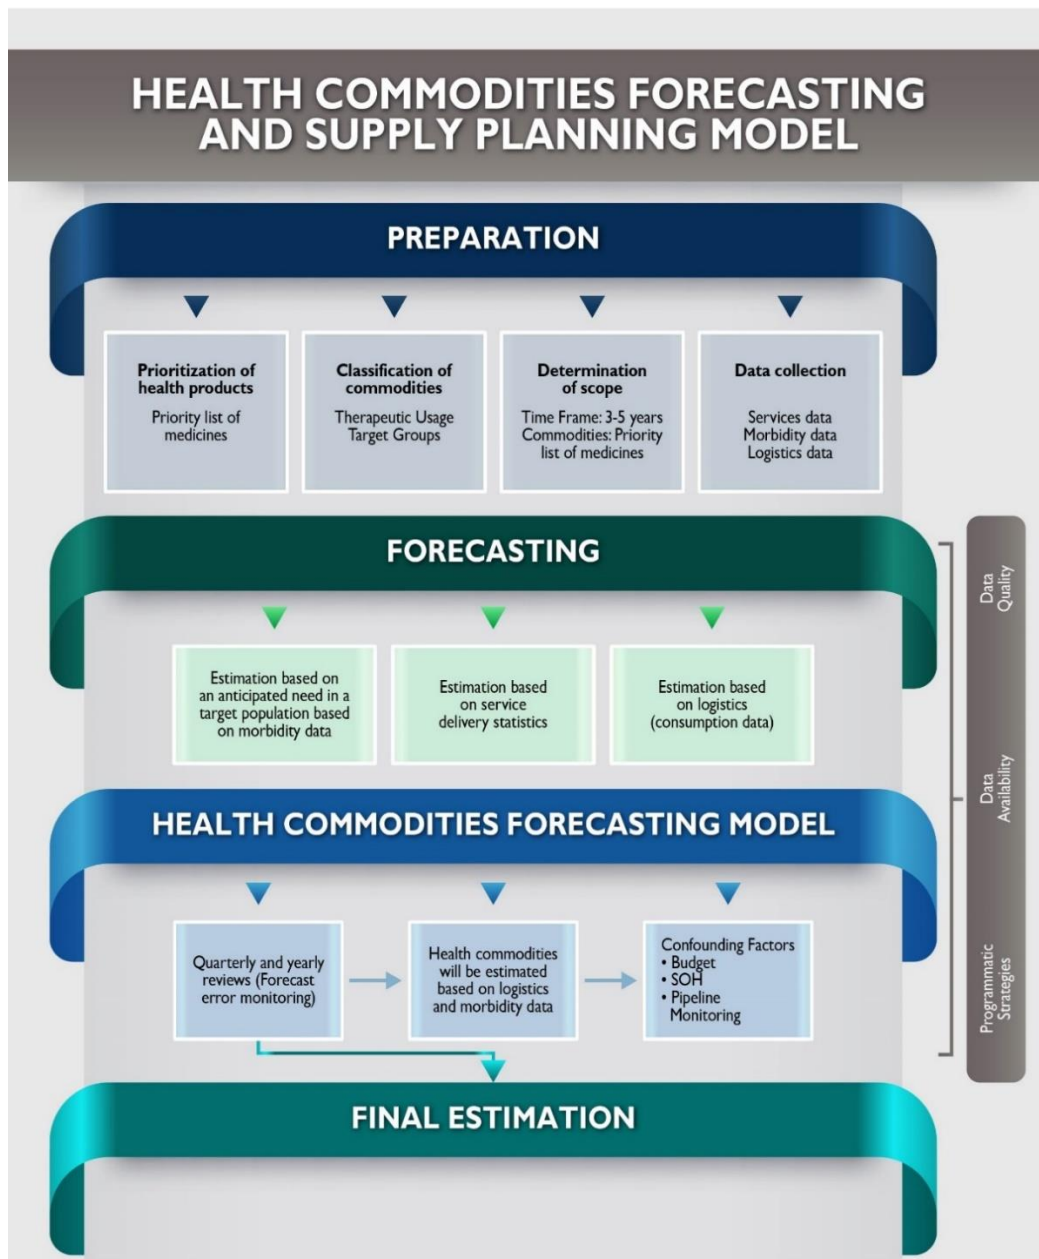 HEALTH COMMODITIES FORECASTING
AND SUPPLY PLANNING MODEL
PREPARATION
Prioritization of
health products
Priority list of
medicines
Classification of
commodities
Therapeutic Usage
Target Groups
Determination
of scope
Time Frame: 3-5 years
Commodities: Priority
list of medicines
Data collection
Services data
Morbidity data
Logistics data
FORECASTING
Estimation based on
an anticipated need in a
target population based
on morbidity data
Estimation based
on service
delivery statistics
Estimation based
on logistics
(consumption data)
HEALTH COMMODITIES FORECASTING MODEL
Quarterly and yearly
reviews (Forecast
error monitoring)
Health commodities
will be estimated
based on logistics
and morbidity data
Confounding Factors
• Budget
• SOH
• Pipeline
Monitoring
FINAL ESTIMATION
Data
Quality
Data
Availability
Programmatic
Strategies